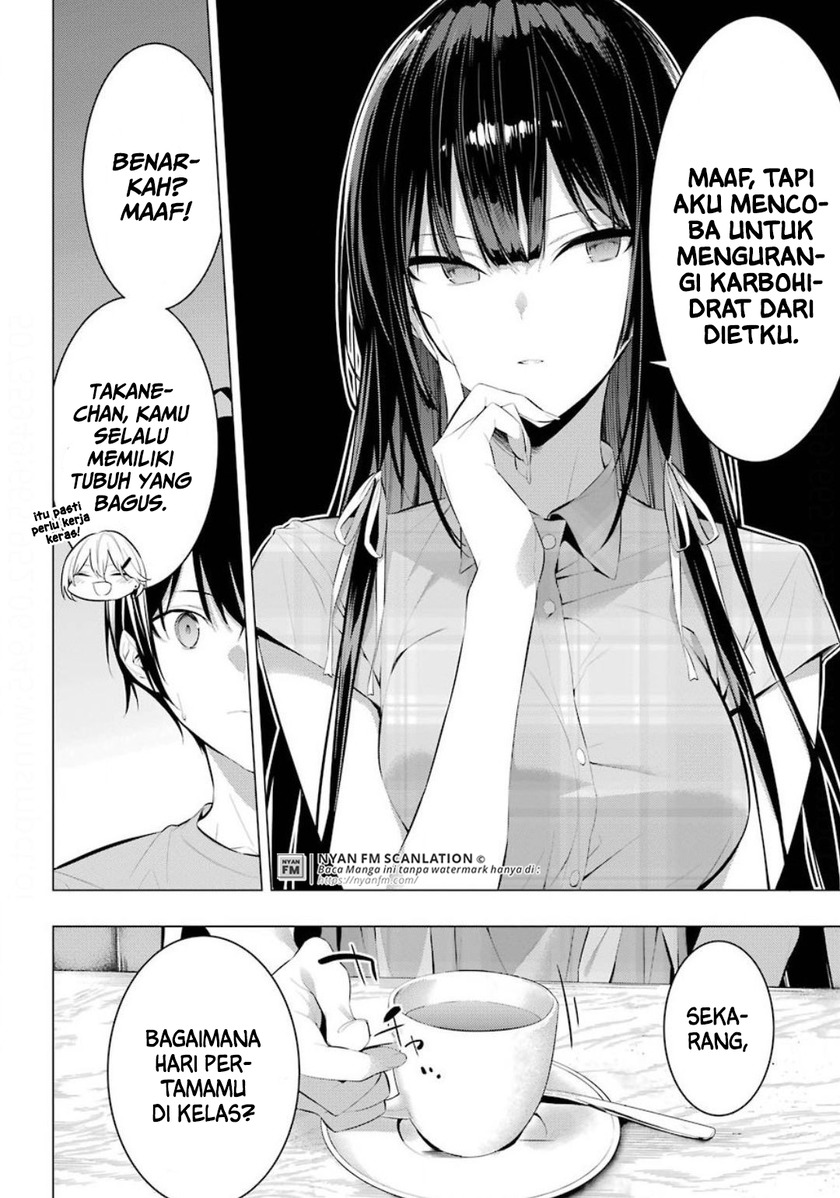 MAAF, TAPI
AKU MENCO-
BA UNTUK
MENGURAN-
GI KARBOHI-
DRAT DARI
DIETKU.
BENAR-
KAH?
MAAF!
TAKANE-
CHAN, KAMU
SELALU
MEMILIKI
TUBUH YANG
BAGUS.
itu pasti
perlu kerja
keras!
NYAN
FM
NYAN FM SCANLATION ©
Baca Manga ini tanpa watermark hanya di :
https://nyanfm.com/
SEKA-
RANG,
BAGAIMANA
HARI PER-
TAMAMU
DI KELAS?